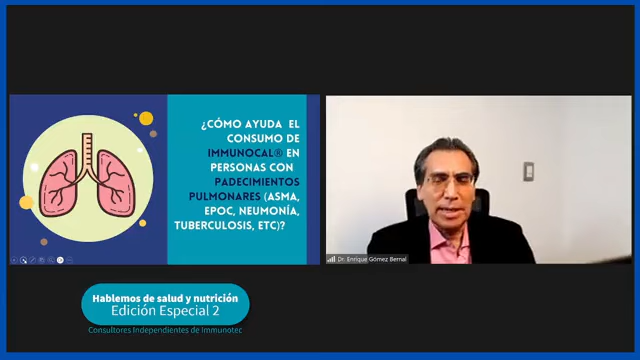 ¿CÓMO AYUDA EL
CONSUMO DE
IMMUNOCAL® EN
PERSONAS CON
PADECIMIENTOS
PULMONARES (ASMA,
EPOC, NEUMONÍA,
TUBERCULOSIS, ETC)?
Dr. Enrique Gómez Bernal
Hablemos de salud y nutrición
Edición Especial 2
Consultores Independientes de Immunotec